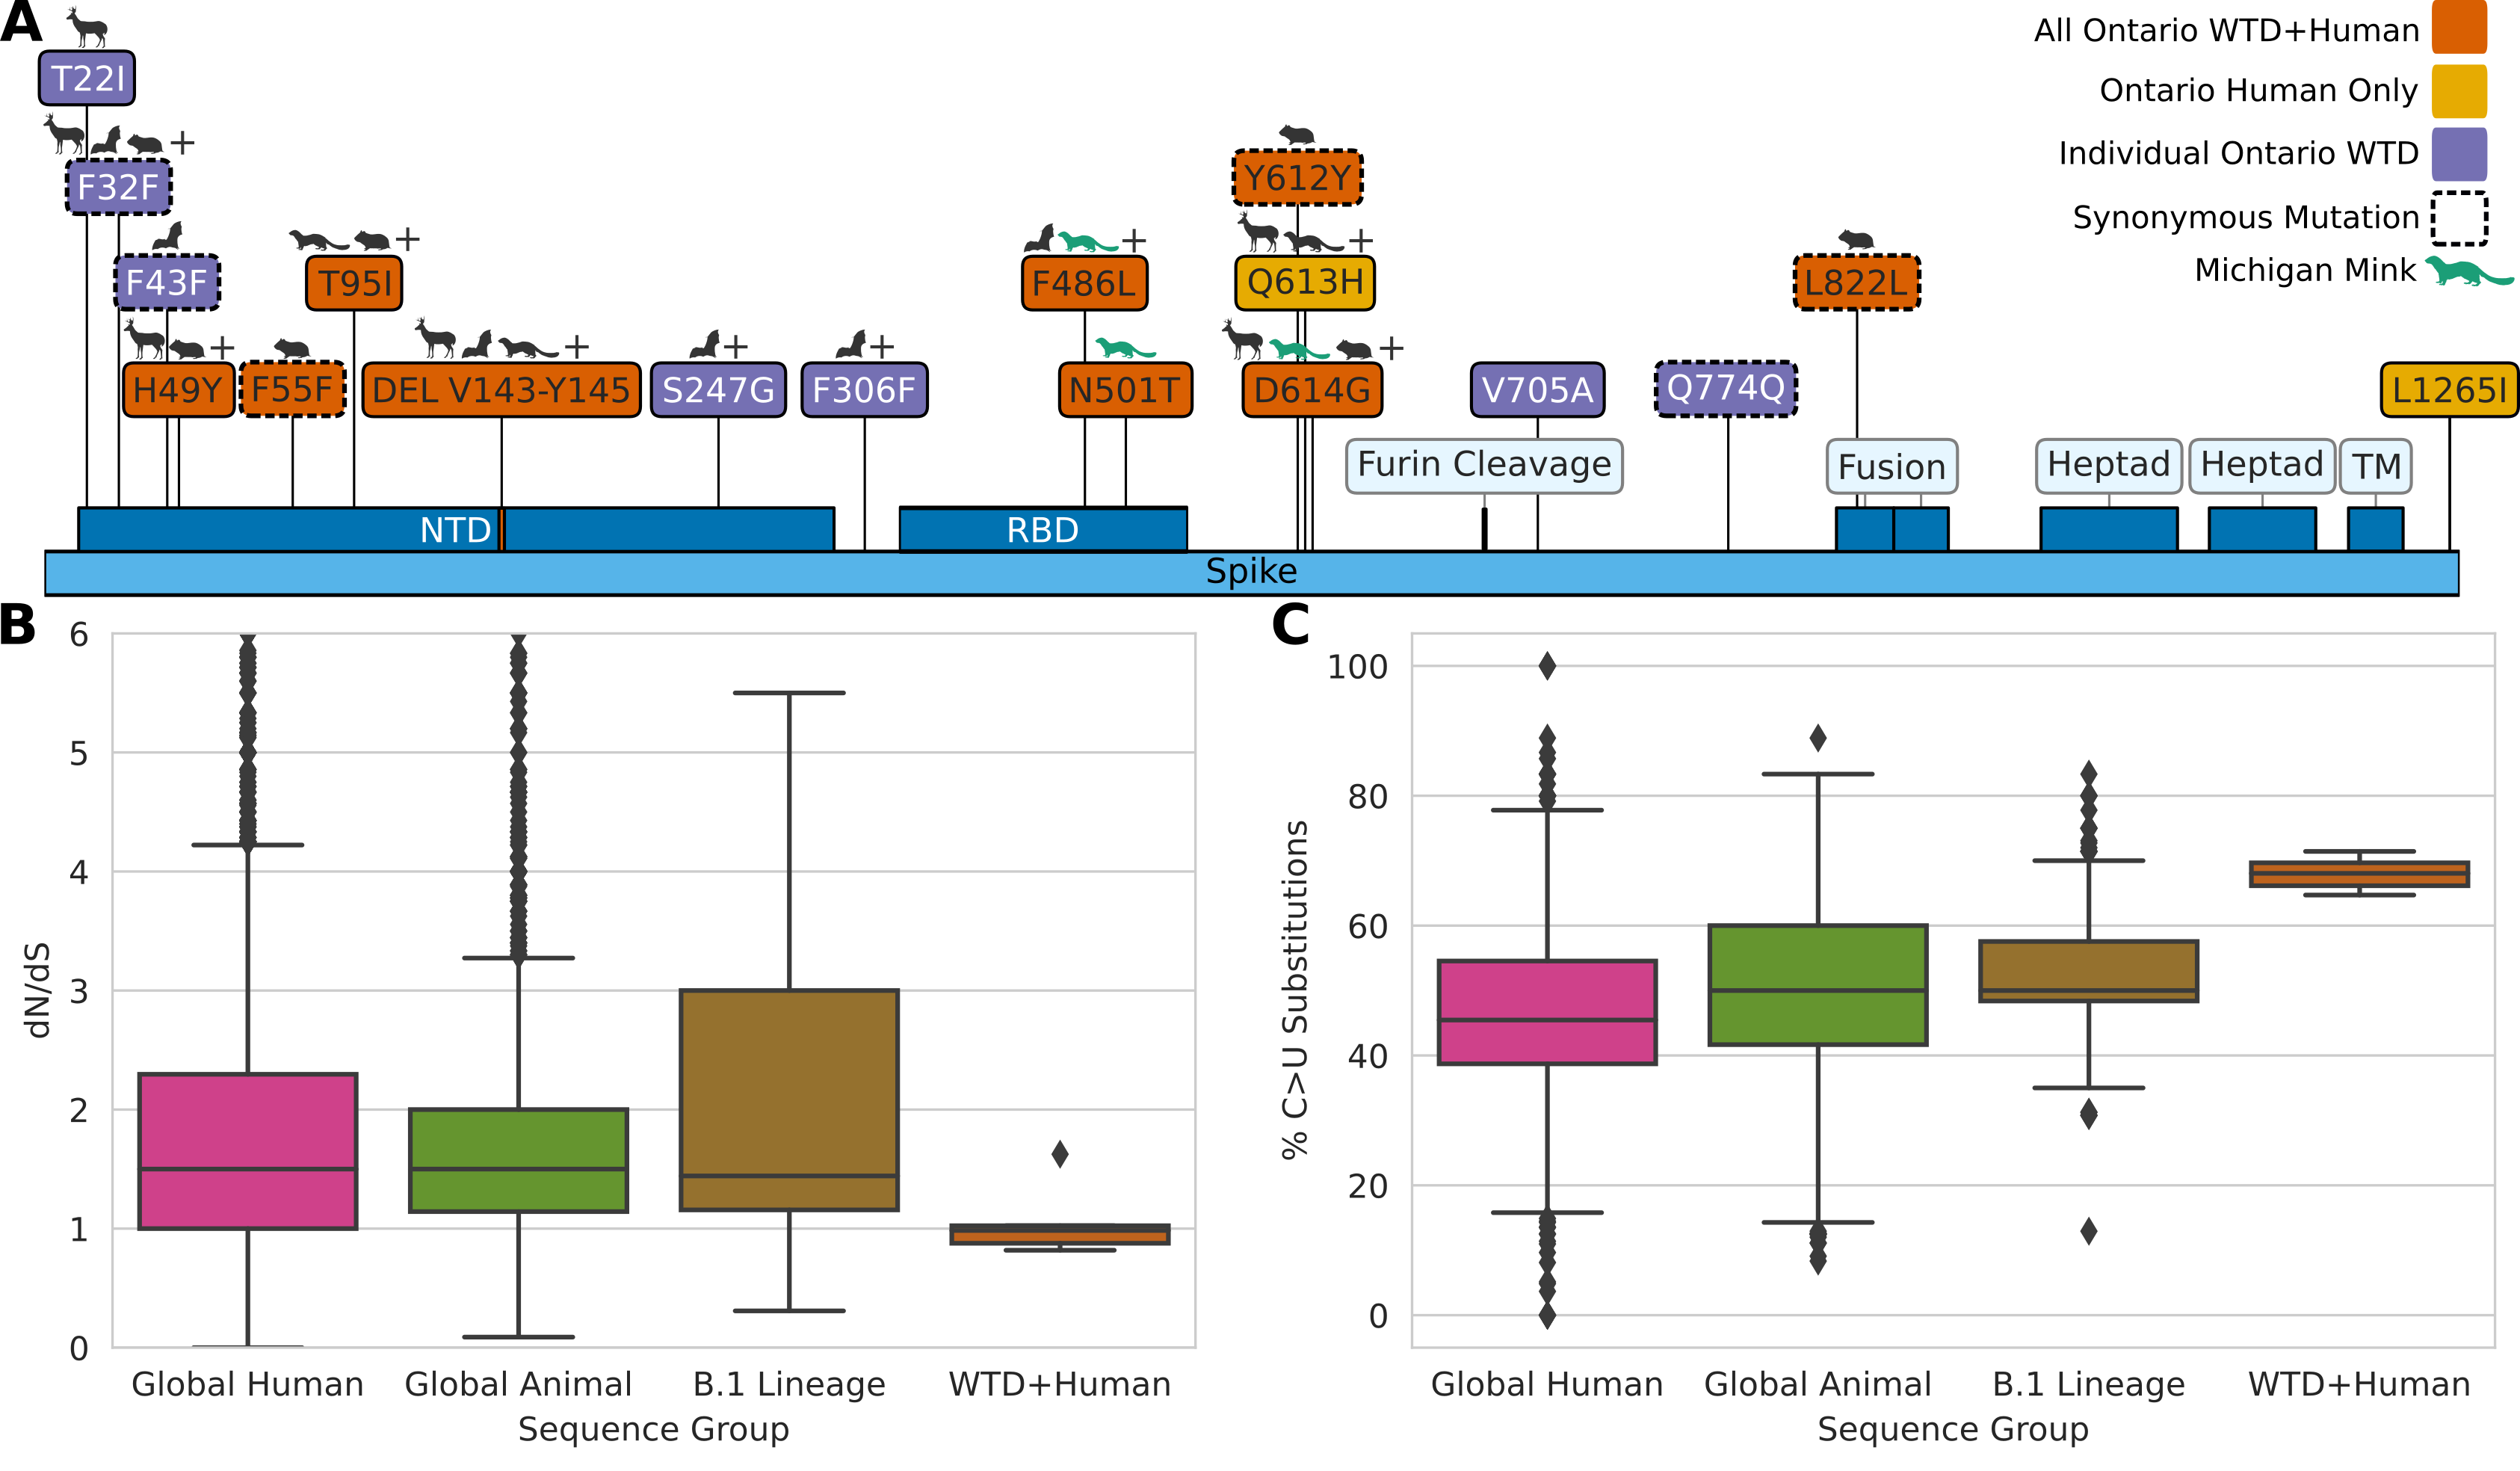 A
All Ontario WTD+Human
Ontario Human Only
Individual Ontario WTD
Synonymous Mutation
Michigan Mink
T22I
+
F32F
Y612Y
+ + +
F43F T95I F486L Q613H L822L
+ + + + +
H49Y F55F DEL V143-Y145 S247G F306F N501T D614G V705A Q774Q L1265I
Furin Cleavage Fusion Heptad Heptad TM
NTD RBD
Spike
B
6
5
4
3
2
1
0
dN/dS
Global Human Global Animal B.1 Lineage WTD+Human
Sequence Group
C
100
80
60
40
20
0
% C>U Substitutions
Global Human Global Animal B.1 Lineage WTD+Human
Sequence Group